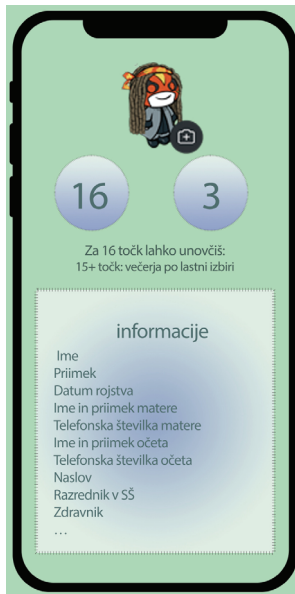 16
3
Za 16 točk lahko unovčiš:
15+ točk: večerja po lastni izbiri
informacije
Ime
Priimek
Datum rojstva
Ime in priimek matere
Telefonska številka matere
Ime in priimek očeta
Telefonska številka očeta
Naslov
Razrednik v SŠ
Zdravnik
...